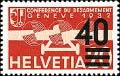 CONFERENCE DU DESARMEMENT
GENEVE 1932
40
HELVETIA